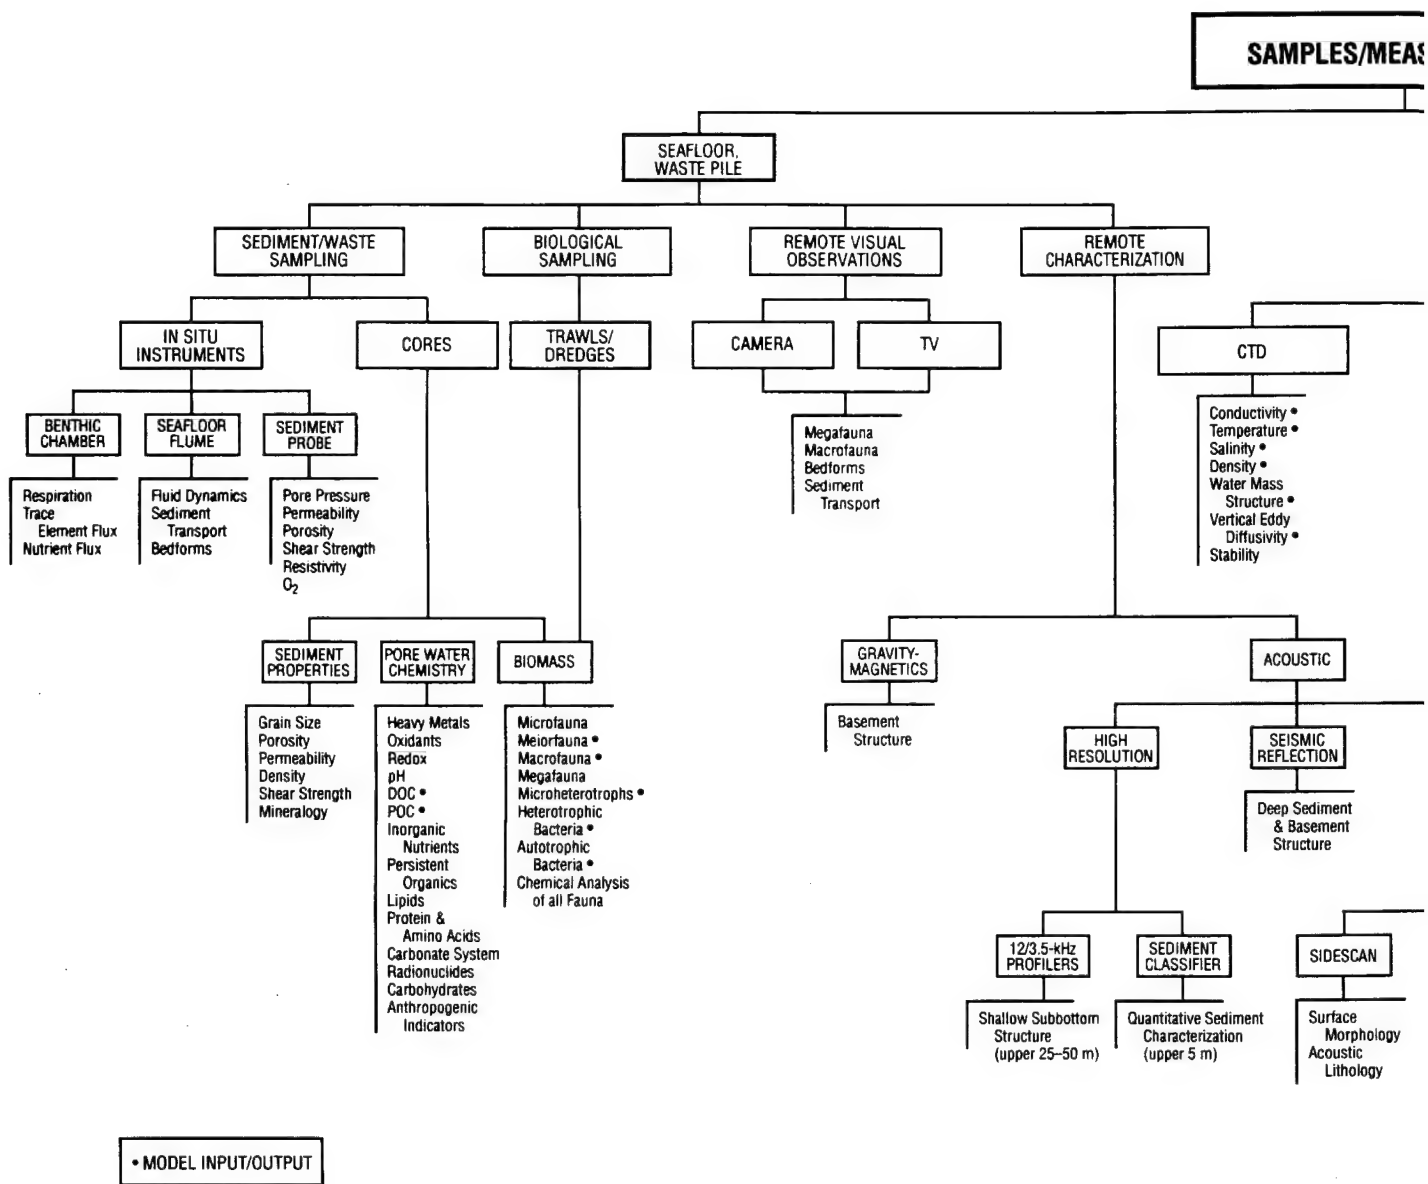 SAMPLES/MEAS
SEAFLOOR,
WASTE PILE
SEDIMENT/WASTE
SAMPLING
BIOLOGICAL
SAMPLING
REMOTE VISUAL
OBSERVATIONS
REMOTE
CHARACTERIZATION
IN SITU
INSTRUMENTS
CORES
TRAWLS/
DREDGES
CAMERA
TV
CTD
BENTHIC
CHAMBER
SEAFLOOR
FLUME
SEDIMENT
PROBE
Respiration
Trace
Element Flux
Nutrient Flux
Fluid Dynamics
Sediment
Transport
Bedforms
Pore Pressure
Permeability
Porosity
Shear Strength
Resistivity
O₂
Megafauna
Macrofauna
Bedforms
Sediment
Transport
Conductivity •
Temperature •
Salinity •
Density •
Water Mass
Structure •
Vertical Eddy
Diffusivity •
Stability
SEDIMENT
PROPERTIES
PORE WATER
CHEMISTRY
BIOMASS
GRAVITY-
MAGNETICS
ACOUSTIC
Grain Size
Porosity
Permeability
Density
Shear Strength
Mineralogy
Heavy Metals
Oxidants
Redox
pH
DOC •
POC •
Inorganic
Nutrients
Persistent
Organics
Lipids
Protein &
Amino Acids
Carbonate System
Radionuclides
Carbohydrates
Anthropogenic
Indicators
Microfauna
Meiorfauna •
Macrofauna •
Megafauna
Microheterotrophs •
Heterotrophic
Bacteria •
Autotrophic
Bacteria •
Chemical Analysis
of all Fauna
Basement
Structure
HIGH
RESOLUTION
SEISMIC
REFLECTION
Deep Sediment
& Basement
Structure
12/3.5-kHz
PROFILERS
SEDIMENT
CLASSIFIER
SIDESCAN
Shallow Subbottom
Structure
(upper 25–50 m)
Quantitative Sediment
Characterization
(upper 5 m)
Surface
Morphology
Acoustic
Lithology
• MODEL INPUT/OUTPUT